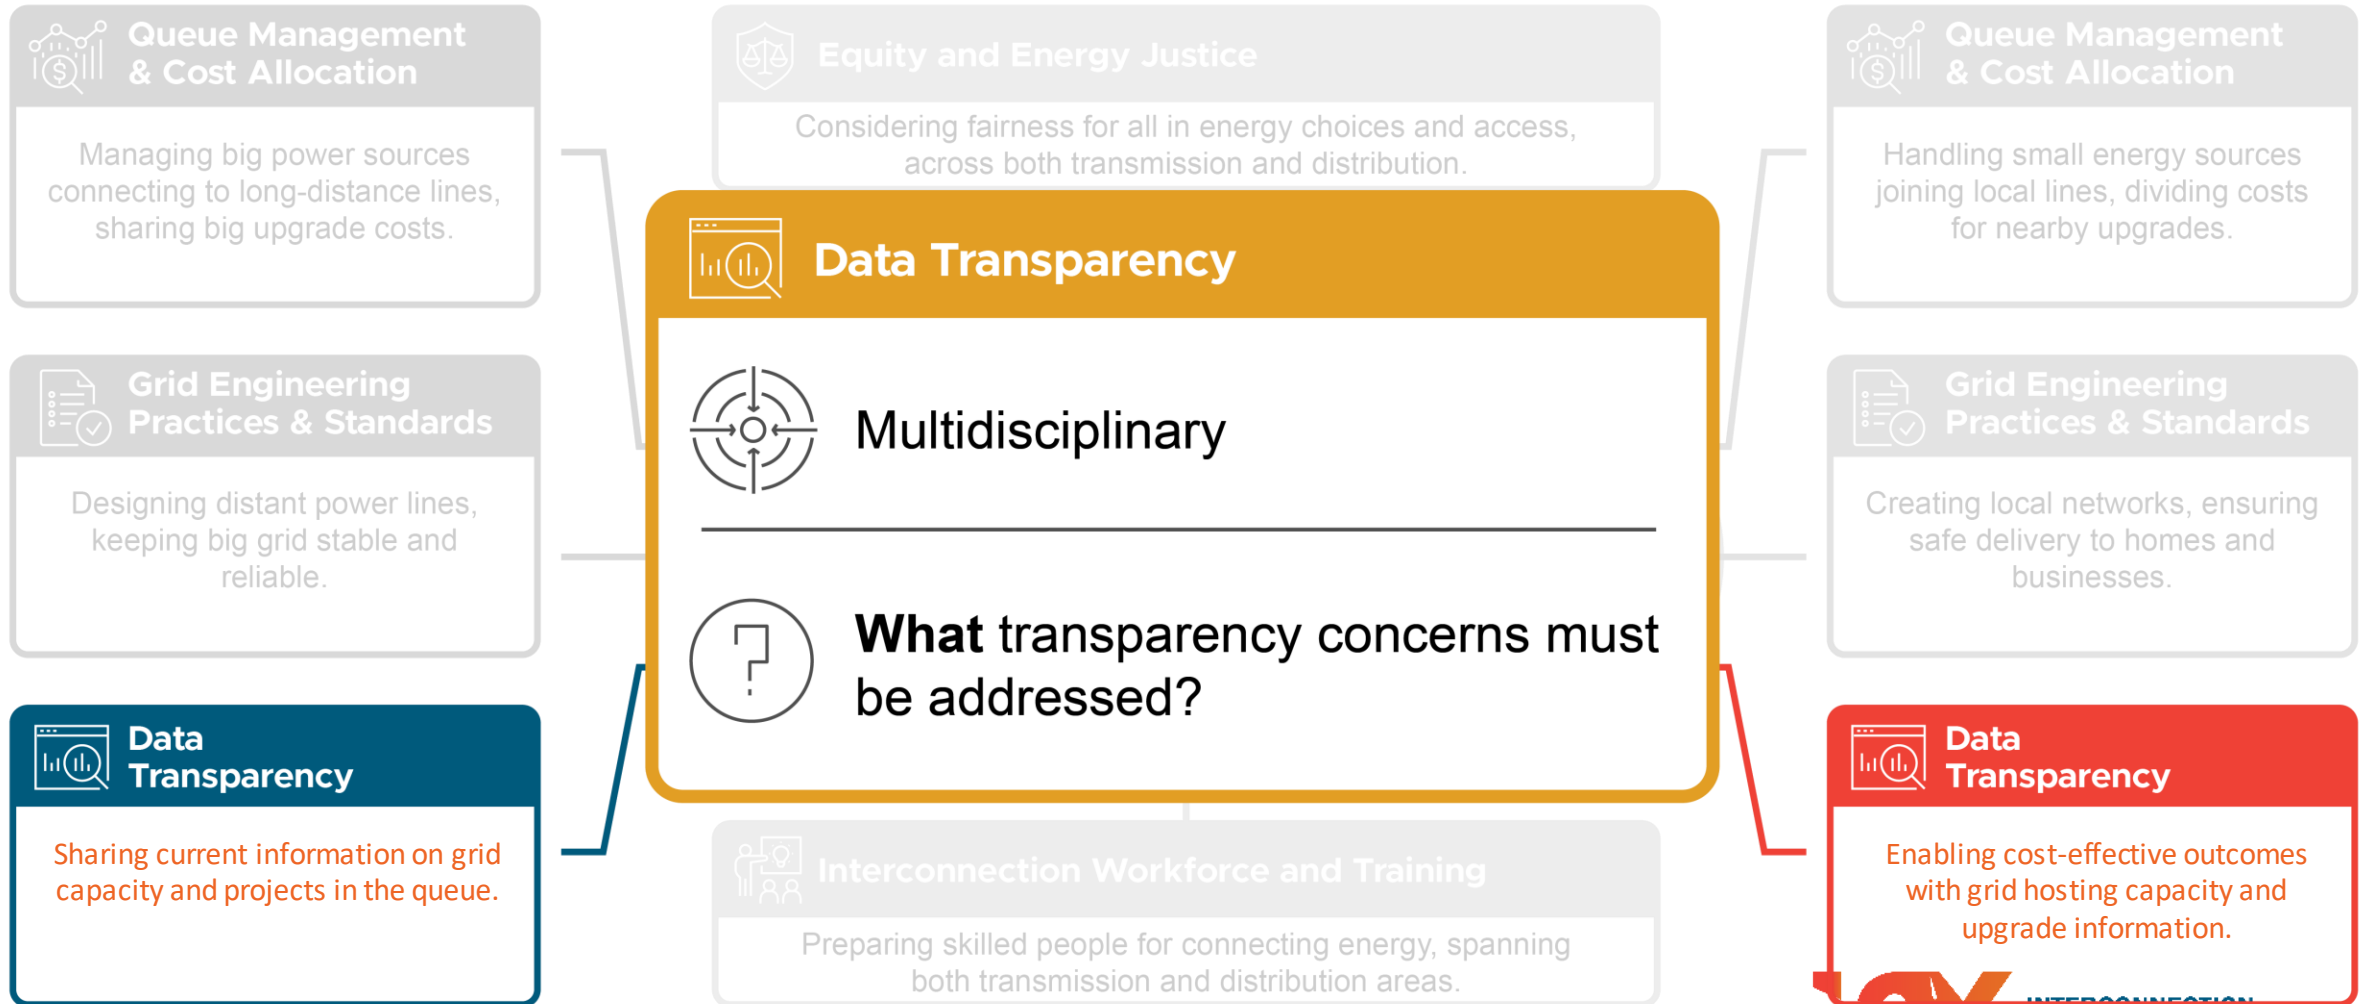 Queue Management
& Cost Allocation
Managing big power sources
connecting to long-distance lines,
sharing big upgrade costs.
Grid Engineering
Practices & Standards
Designing distant power lines,
keeping big grid stable and
reliable.
Data
Transparency
Sharing current information on grid
capacity and projects in the queue.
Equity and Energy Justice
Considering fairness for all in energy choices and access,
across both transmission and distribution.
Data Transparency
Multidisciplinary
What transparency concerns must
be addressed?
Interconnection Workforce and Training
Preparing skilled people for connecting energy, spanning
both transmission and distribution areas.
Queue Management
& Cost Allocation
Handling small energy sources
joining local lines, dividing costs
for nearby upgrades.
Grid Engineering
Practices & Standards
Creating local networks, ensuring
safe delivery to homes and
businesses.
Data
Transparency
Enabling cost-effective outcomes
with grid hosting capacity and
upgrade information.
INTERCONNECTION